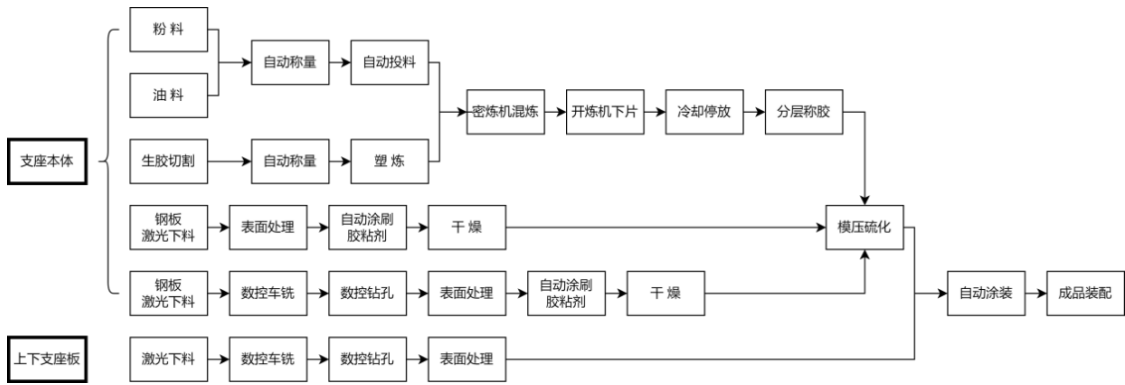 粉 料
油 料
自动称量
自动投料
支座本体
生胶切割
自动称量
塑 炼
密炼机混炼
开炼机下片
冷却停放
分层称胶
钢板
激光下料
表面处理
自动涂刷
胶粘剂
干 燥
模压硫化
钢板
激光下料
数控车铣
数控钻孔
表面处理
自动涂刷
胶粘剂
干 燥
自动涂装
成品装配
上下支座板
激光下料
数控车铣
数控钻孔
表面处理